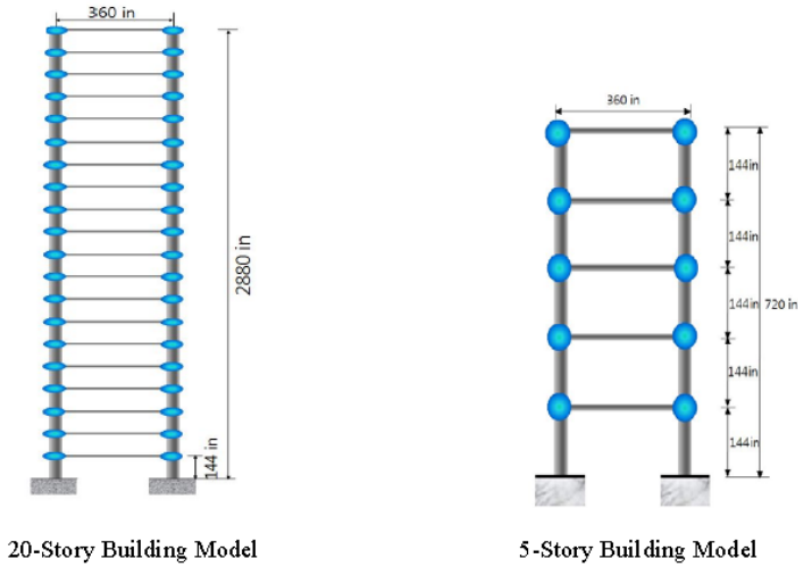 360 in
2880 in
144 in
20-Story Building Model
360 in
144in
144in
144in 720 in
144in
144in
5-Story Building Model